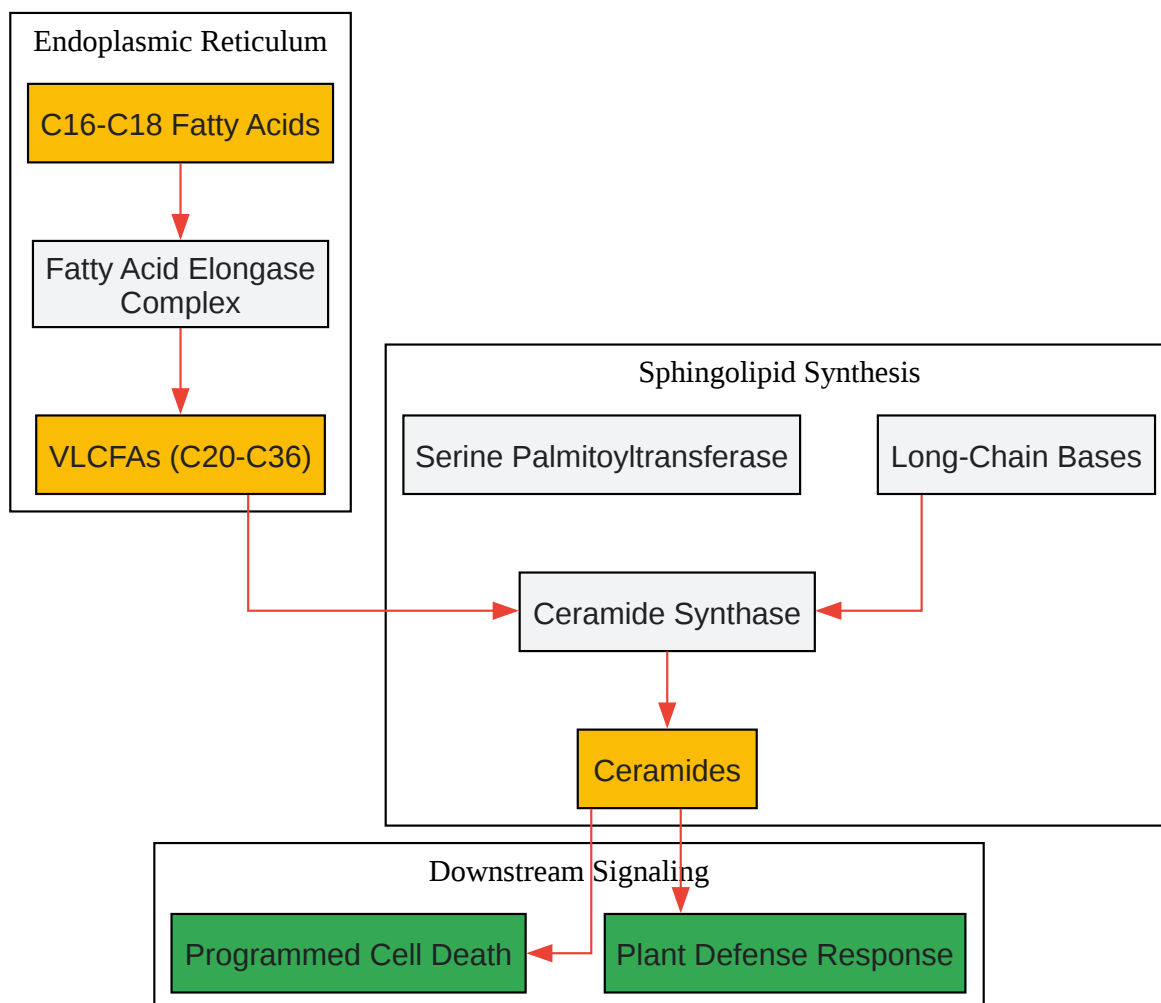 Endoplasmic Reticulum
C16-C18 Fatty Acids
Fatty Acid Elongase
Complex
VLCFAs (C20-C36)
Sphingolipid Synthesis
Serine Palmitoyltransferase
Long-Chain Bases
Ceramide Synthase
Ceramides
Downstream Signaling
Programmed Cell Death
Plant Defense Response